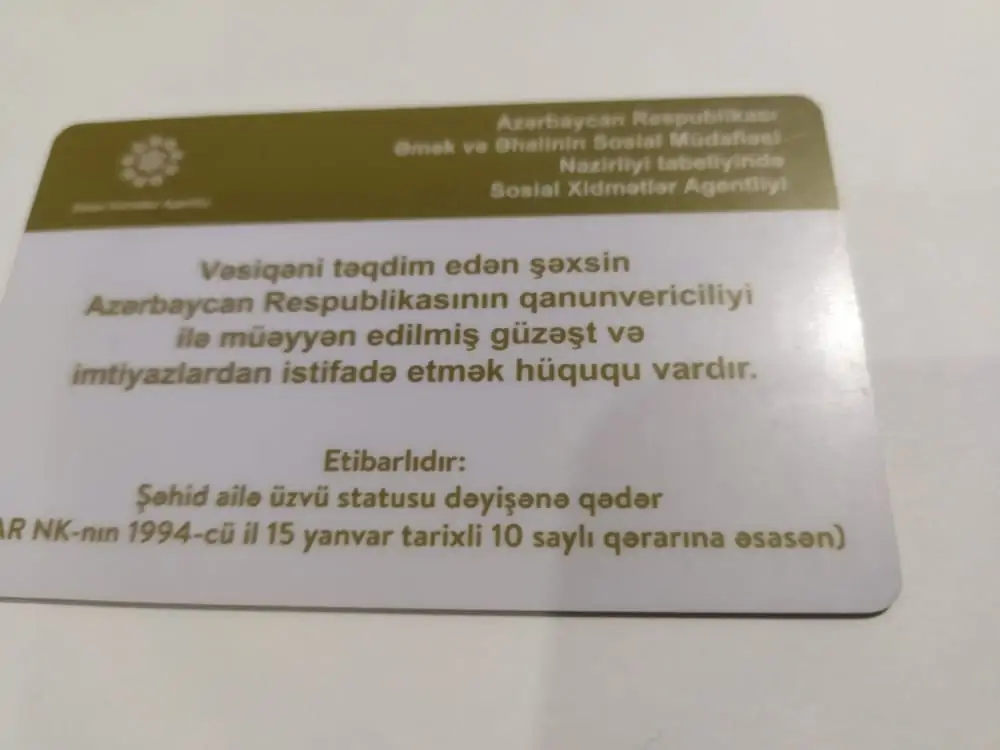 Azərbaycan Respublikası
Əmək və Əhalinin Sosial Müdafiəsi
Nazirliyi tabeliyində
Sosial Xidmətlər Agentliyi
Vəsiqəni təqdim edən şəxsin
Azərbaycan Respublikasının qanunvericiliyi
ilə müəyyən edilmiş güzəşt və
imtiyazlardan istifadə etmək hüququ vardır.
Etibarlıdır:
Şəhid ailə üzvü statusu dəyişənə qədər
AR NK-nın 1994-cü il 15 yanvar tarixli 10 saylı qərarına əsasən)